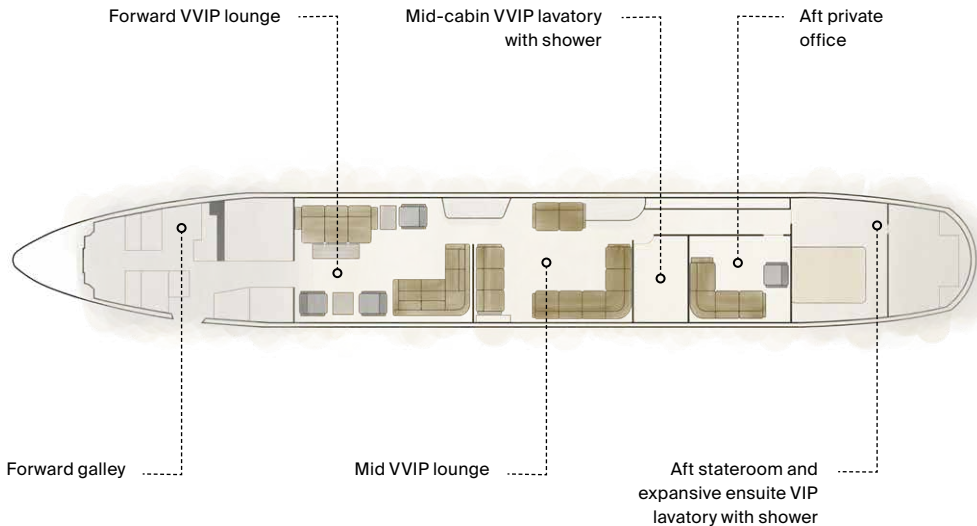 Forward VVIP lounge
Mid-cabin VVIP lavatory
with shower
Aft private
office
Forward galley
Mid VVIP lounge
Aft stateroom and
expansive ensuite VIP
lavatory with shower